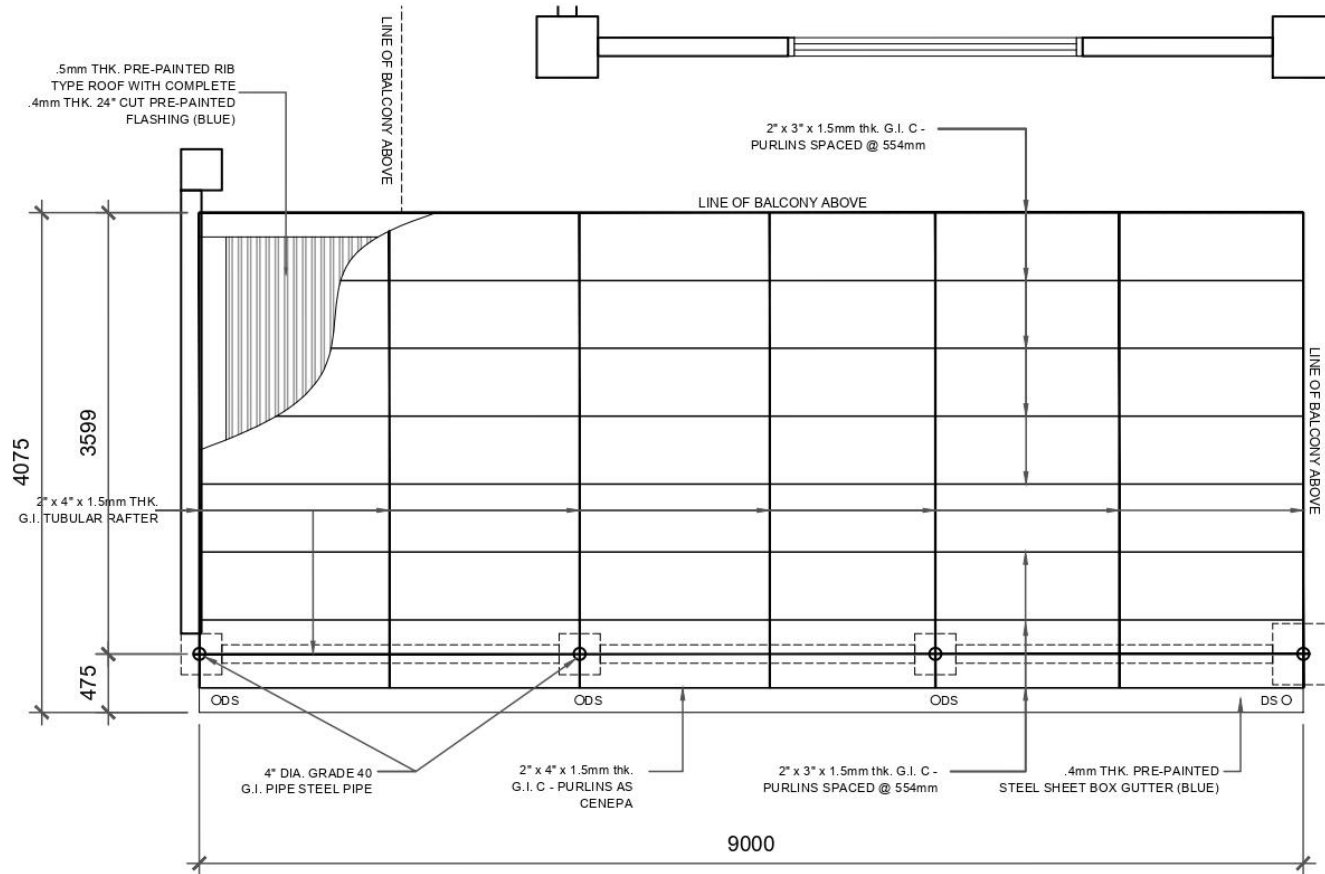 .5mm THK. PRE-PAINTED RIB
TYPE ROOF WITH COMPLETE
.4mm THK. 24" CUT PRE-PAINTED
FLASHING (BLUE)
LINE OF BALCONY ABOVE
2" x 3" x 1.5mm thk. G.I. C -
PURLINS SPACED @ 554mm
LINE OF BALCONY ABOVE
LINE OF BALCONY ABOVE
4075
3599
475
2" x 4" x 1.5mm THK.
G.I. TUBULAR RAFTER
DS
DS
DS
DS
4" DIA. GRADE 40
G.I. PIPE STEEL PIPE
2" x 4" x 1.5mm thk.
G.I. C - PURLINS AS
CENEPA
2" x 3" x 1.5mm thk. G.I. C -
PURLINS SPACED @ 554mm
.4mm THK. PRE-PAINTED
STEEL SHEET BOX GUTTER (BLUE)
9000